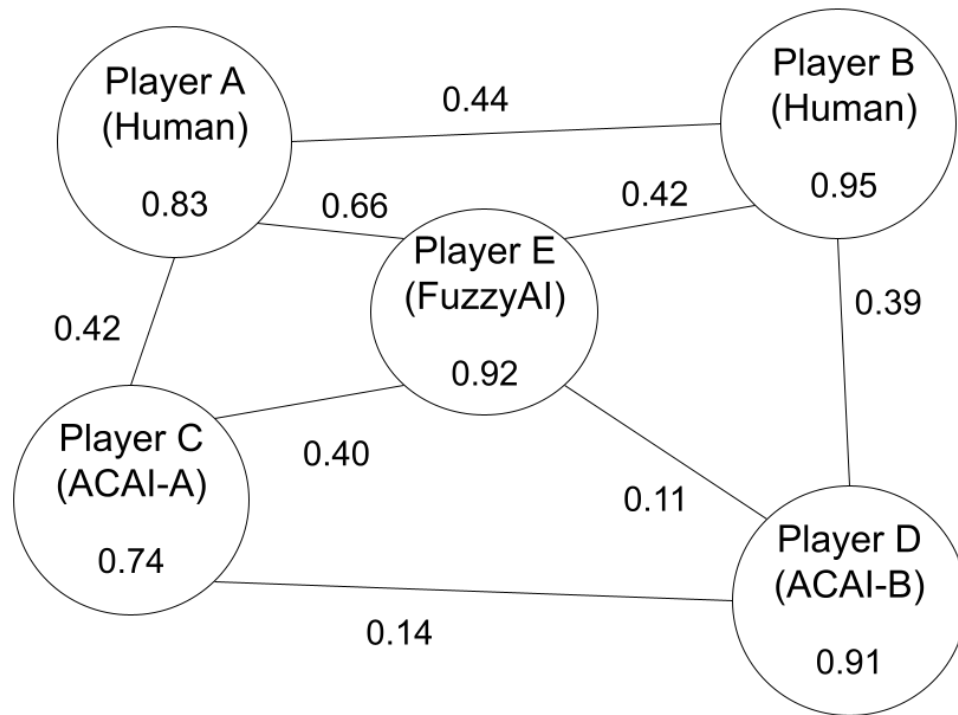 Player A
(Human)
0.83
0.44
Player B
(Human)
0.95
0.66
0.42
Player E
(FuzzyAI)
0.92
0.42
0.39
Player C
(ACAI-A)
0.74
0.40
0.11
Player D
(ACAI-B)
0.91
0.14